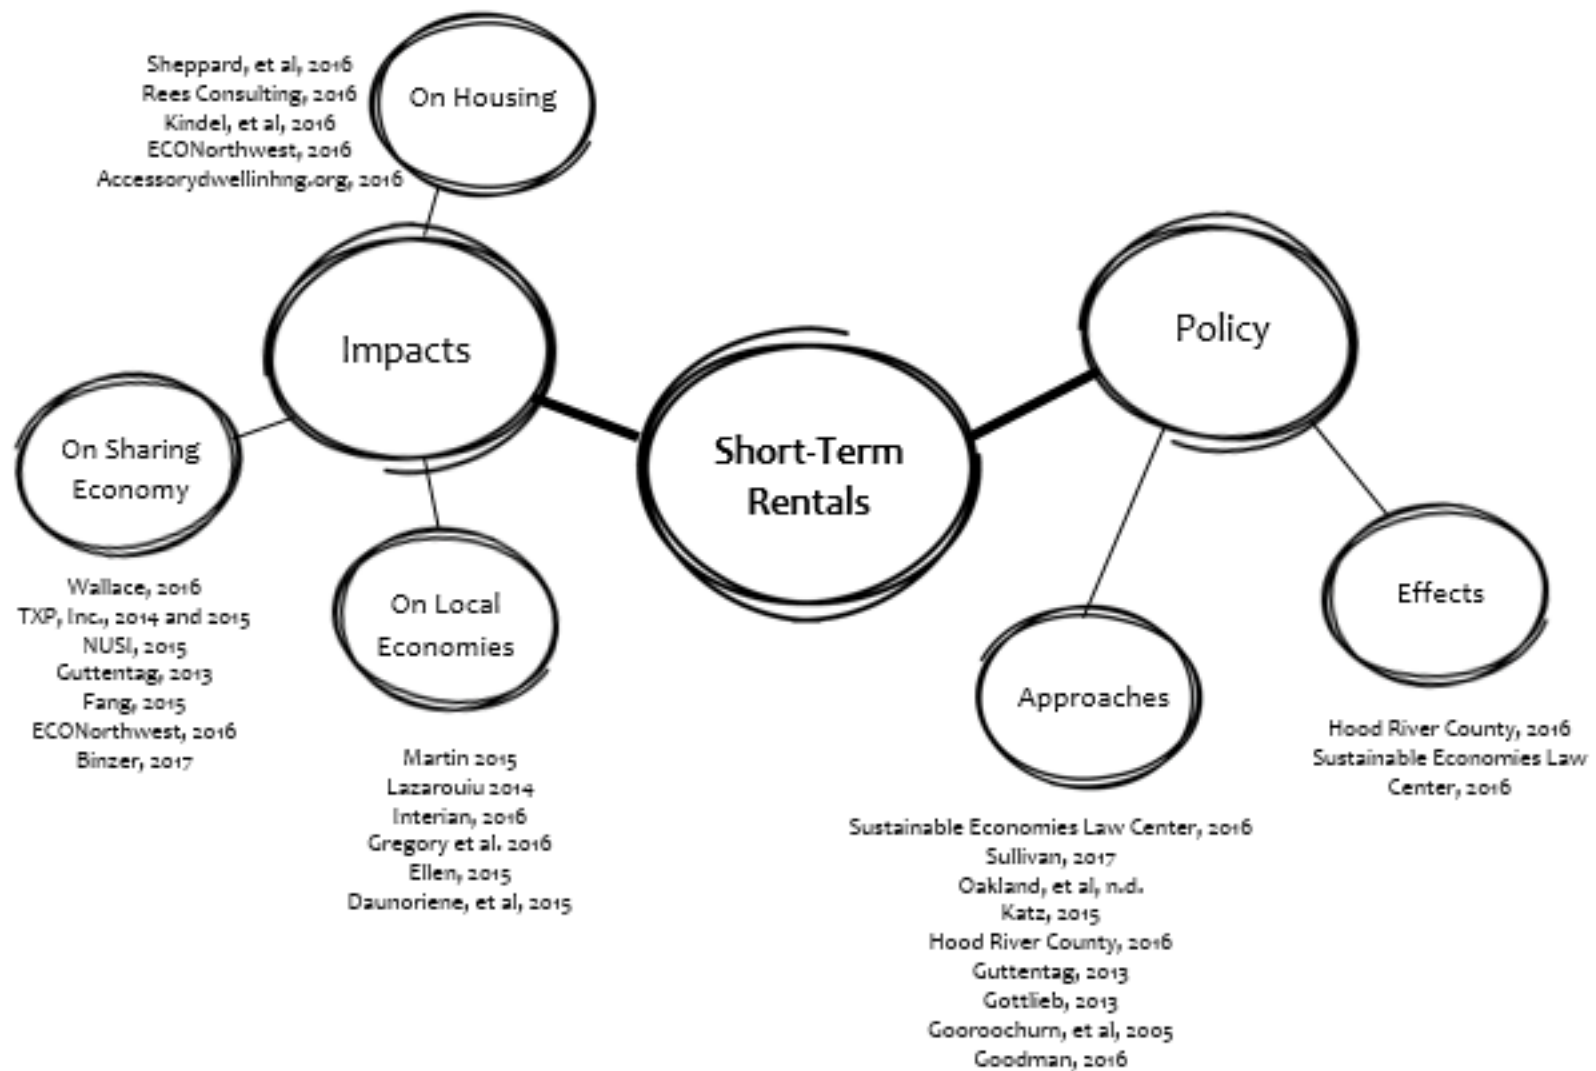 Sheppard, et al, 2016
Rees Consulting, 2016
Kindel, et al, 2016
ECONorthwest, 2016
Accessorydwellinhng.org, 2016
On Housing
Impacts
On Sharing
Economy
Wallace, 2016
TXP, Inc., 2014 and 2015
NUSI, 2015
Guttentag, 2013
Fang, 2015
ECONorthwest, 2016
Binzer, 2017
On Local
Economies
Martin 2015
Lazarouiu 2014
Interian, 2016
Gregory et al. 2016
Ellen, 2015
Daunoriene, et al, 2015
Short-Term
Rentals
Policy
Approaches
Sustainable Economies Law Center, 2016
Sullivan, 2017
Oakland, et al, n.d.
Katz, 2015
Hood River County, 2016
Guttentag, 2013
Gottlieb, 2013
Gooroochurn, et al, 2005
Goodman, 2016
Effects
Hood River County, 2016
Sustainable Economies Law
Center, 2016